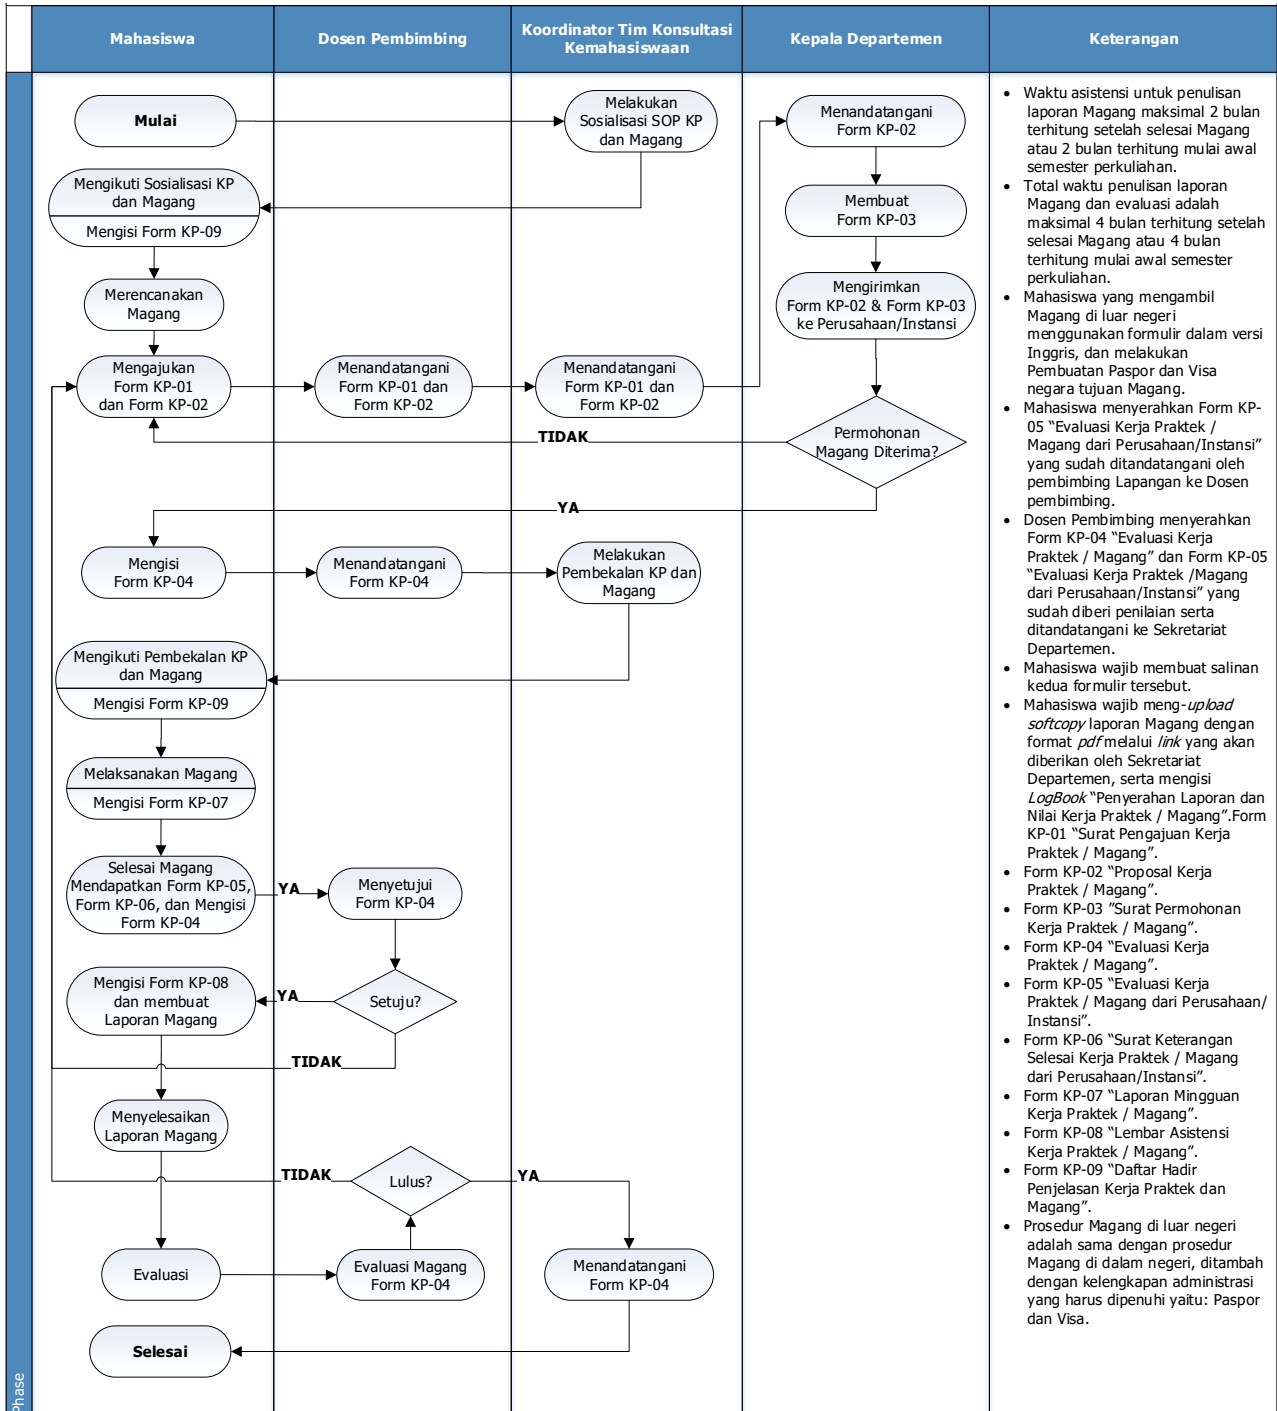 Mahasiswa
Dosen Pembimbing
Koordinator Tim Konsultasi
Kemahasiswaan
Kepala Departemen
Keterangan
Mulai
Melakukan
Sosialisasi SOP KP
dan Magang
Mengikuti Sosialisasi KP
dan Magang
Mengisi Form KP-09
Merencanakan
Magang
Mengajukan
Form KP-01
dan Form KP-02
Menandatangani
Form KP-01 dan
Form KP-02
Menandatangani
Form KP-01 dan
Form KP-02
Menandatangani
Form KP-02
Membuat
Form KP-03
Mengirimkan
Form KP-02 & Form KP-03
ke Perusahaan/Instansi
Permohonan
Magang Diterima?
TIDAK
YA
Mengisi
Form KP-04
Menandatangani
Form KP-04
Melakukan
Pembekalan KP dan
Magang
Mengikuti Pembekalan KP
dan Magang
Mengisi Form KP-09
Melaksanakan Magang
Mengisi Form KP-07
Selesai Magang
Mendapatkan Form KP-05,
Form KP-06, dan Mengisi
Form KP-04
YA
Menyetujui
Form KP-04
Setuju?
YA
TIDAK
Mengisi Form KP-08
dan membuat
Laporan Magang
Menyelesaikan
Laporan Magang
Evaluasi
Evaluasi Magang
Form KP-04
Lulus?
TIDAK
YA
Menandatangani
Form KP-04
Selesai
• Waktu asistensi untuk penulisan
laporan Magang maksimal 2 bulan
terhitung setelah selesai Magang
atau 2 bulan terhitung mulai awal
semester perkuliahan.
• Total waktu penulisan laporan
Magang dan evaluasi adalah
maksimal 4 bulan terhitung setelah
selesai Magang atau 4 bulan
terhitung mulai awal semester
perkuliahan.
• Mahasiswa yang mengambil
Magang di luar negeri
menggunakan formulir dalam versi
Inggris, dan melakukan
Pembuatan Paspor dan Visa
negara tujuan Magang.
• Mahasiswa menyerahkan Form KP-
05 “Evaluasi Kerja Praktek /
Magang dari Perusahaan/Instansi”
yang sudah ditandatangani oleh
pembimbing Lapangan ke Dosen
pembimbing.
• Dosen Pembimbing menyerahkan
Form KP-04 “Evaluasi Kerja
Praktek / Magang” dan Form KP-05
“Evaluasi Kerja Praktek /Magang
dari Perusahaan/Instansi” yang
sudah diberi penilaian serta
ditandatangani ke Sekretariat
Departemen.
• Mahasiswa wajib membuat salinan
kedua formulir tersebut.
• Mahasiswa wajib meng-upload
softcopy laporan Magang dengan
format pdf melalui link yang akan
diberikan oleh Sekretariat
Departemen, serta mengisi
LogBook “Penyerahan Laporan dan
Nilai Kerja Praktek / Magang”.Form
KP-01 “Surat Pengajuan Kerja
Praktek / Magang”.
• Form KP-02 “Proposal Kerja
Praktek / Magang”.
• Form KP-03 ”Surat Permohonan
Kerja Praktek / Magang”.
• Form KP-04 “Evaluasi Kerja
Praktek / Magang”.
• Form KP-05 “Evaluasi Kerja
Praktek / Magang dari Perusahaan/
Instansi”.
• Form KP-06 “Surat Keterangan
Selesai Kerja Praktek / Magang
dari Perusahaan/Instansi”.
• Form KP-07 “Laporan Mingguan
Kerja Praktek / Magang”.
• Form KP-08 “Lembar Asistensi
Kerja Praktek / Magang”.
• Form KP-09 “Daftar Hadir
Penjelasan Kerja Praktek dan
Magang”.
• Prosedur Magang di luar negeri
adalah sama dengan prosedur
Magang di dalam negeri, ditambah
dengan kelengkapan administrasi
yang harus dipenuhi yaitu: Paspor
dan Visa.
Phase